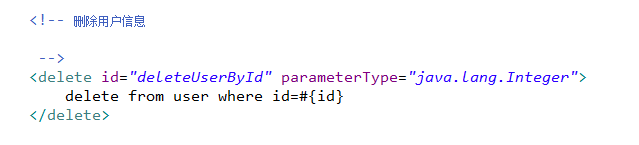 <!-- 删除用户信息
-->
<delete id="deleteUserById" parameterType="java.lang.Integer">
delete from user where id=#{id}
</delete>